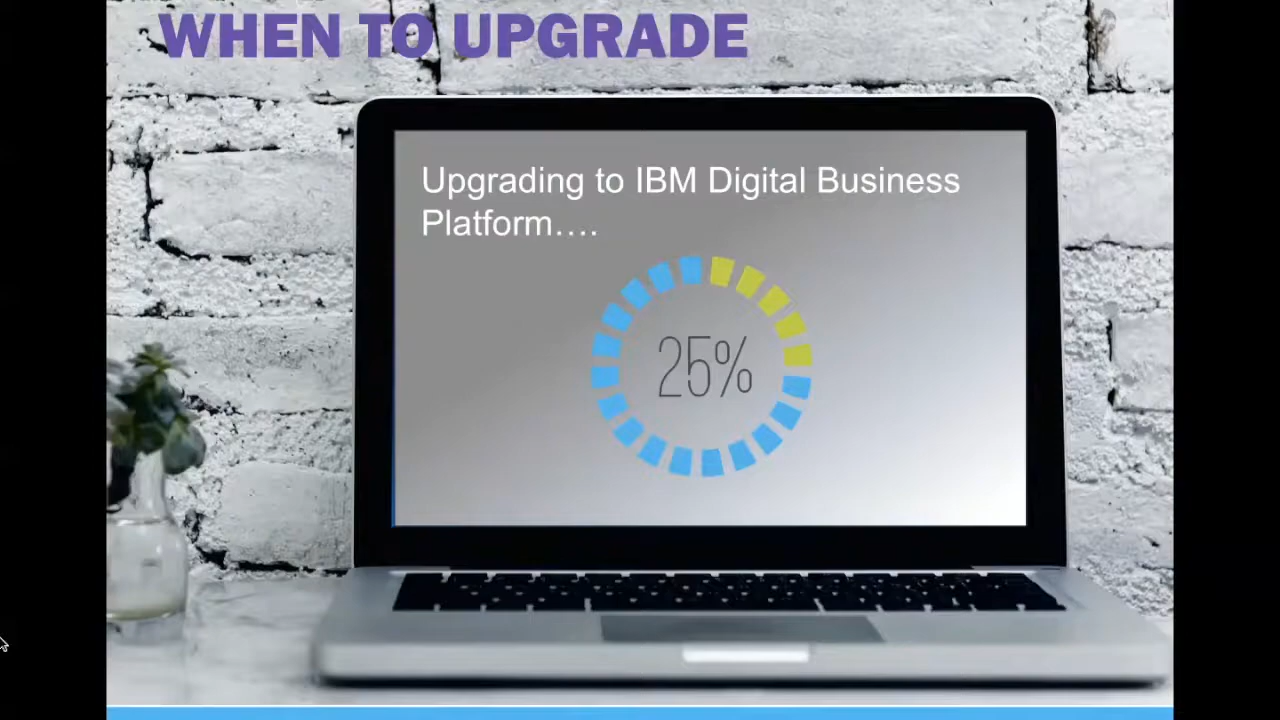 WHEN TO UPGRADE
Upgrading to IBM Digital Business
Platform....
25%